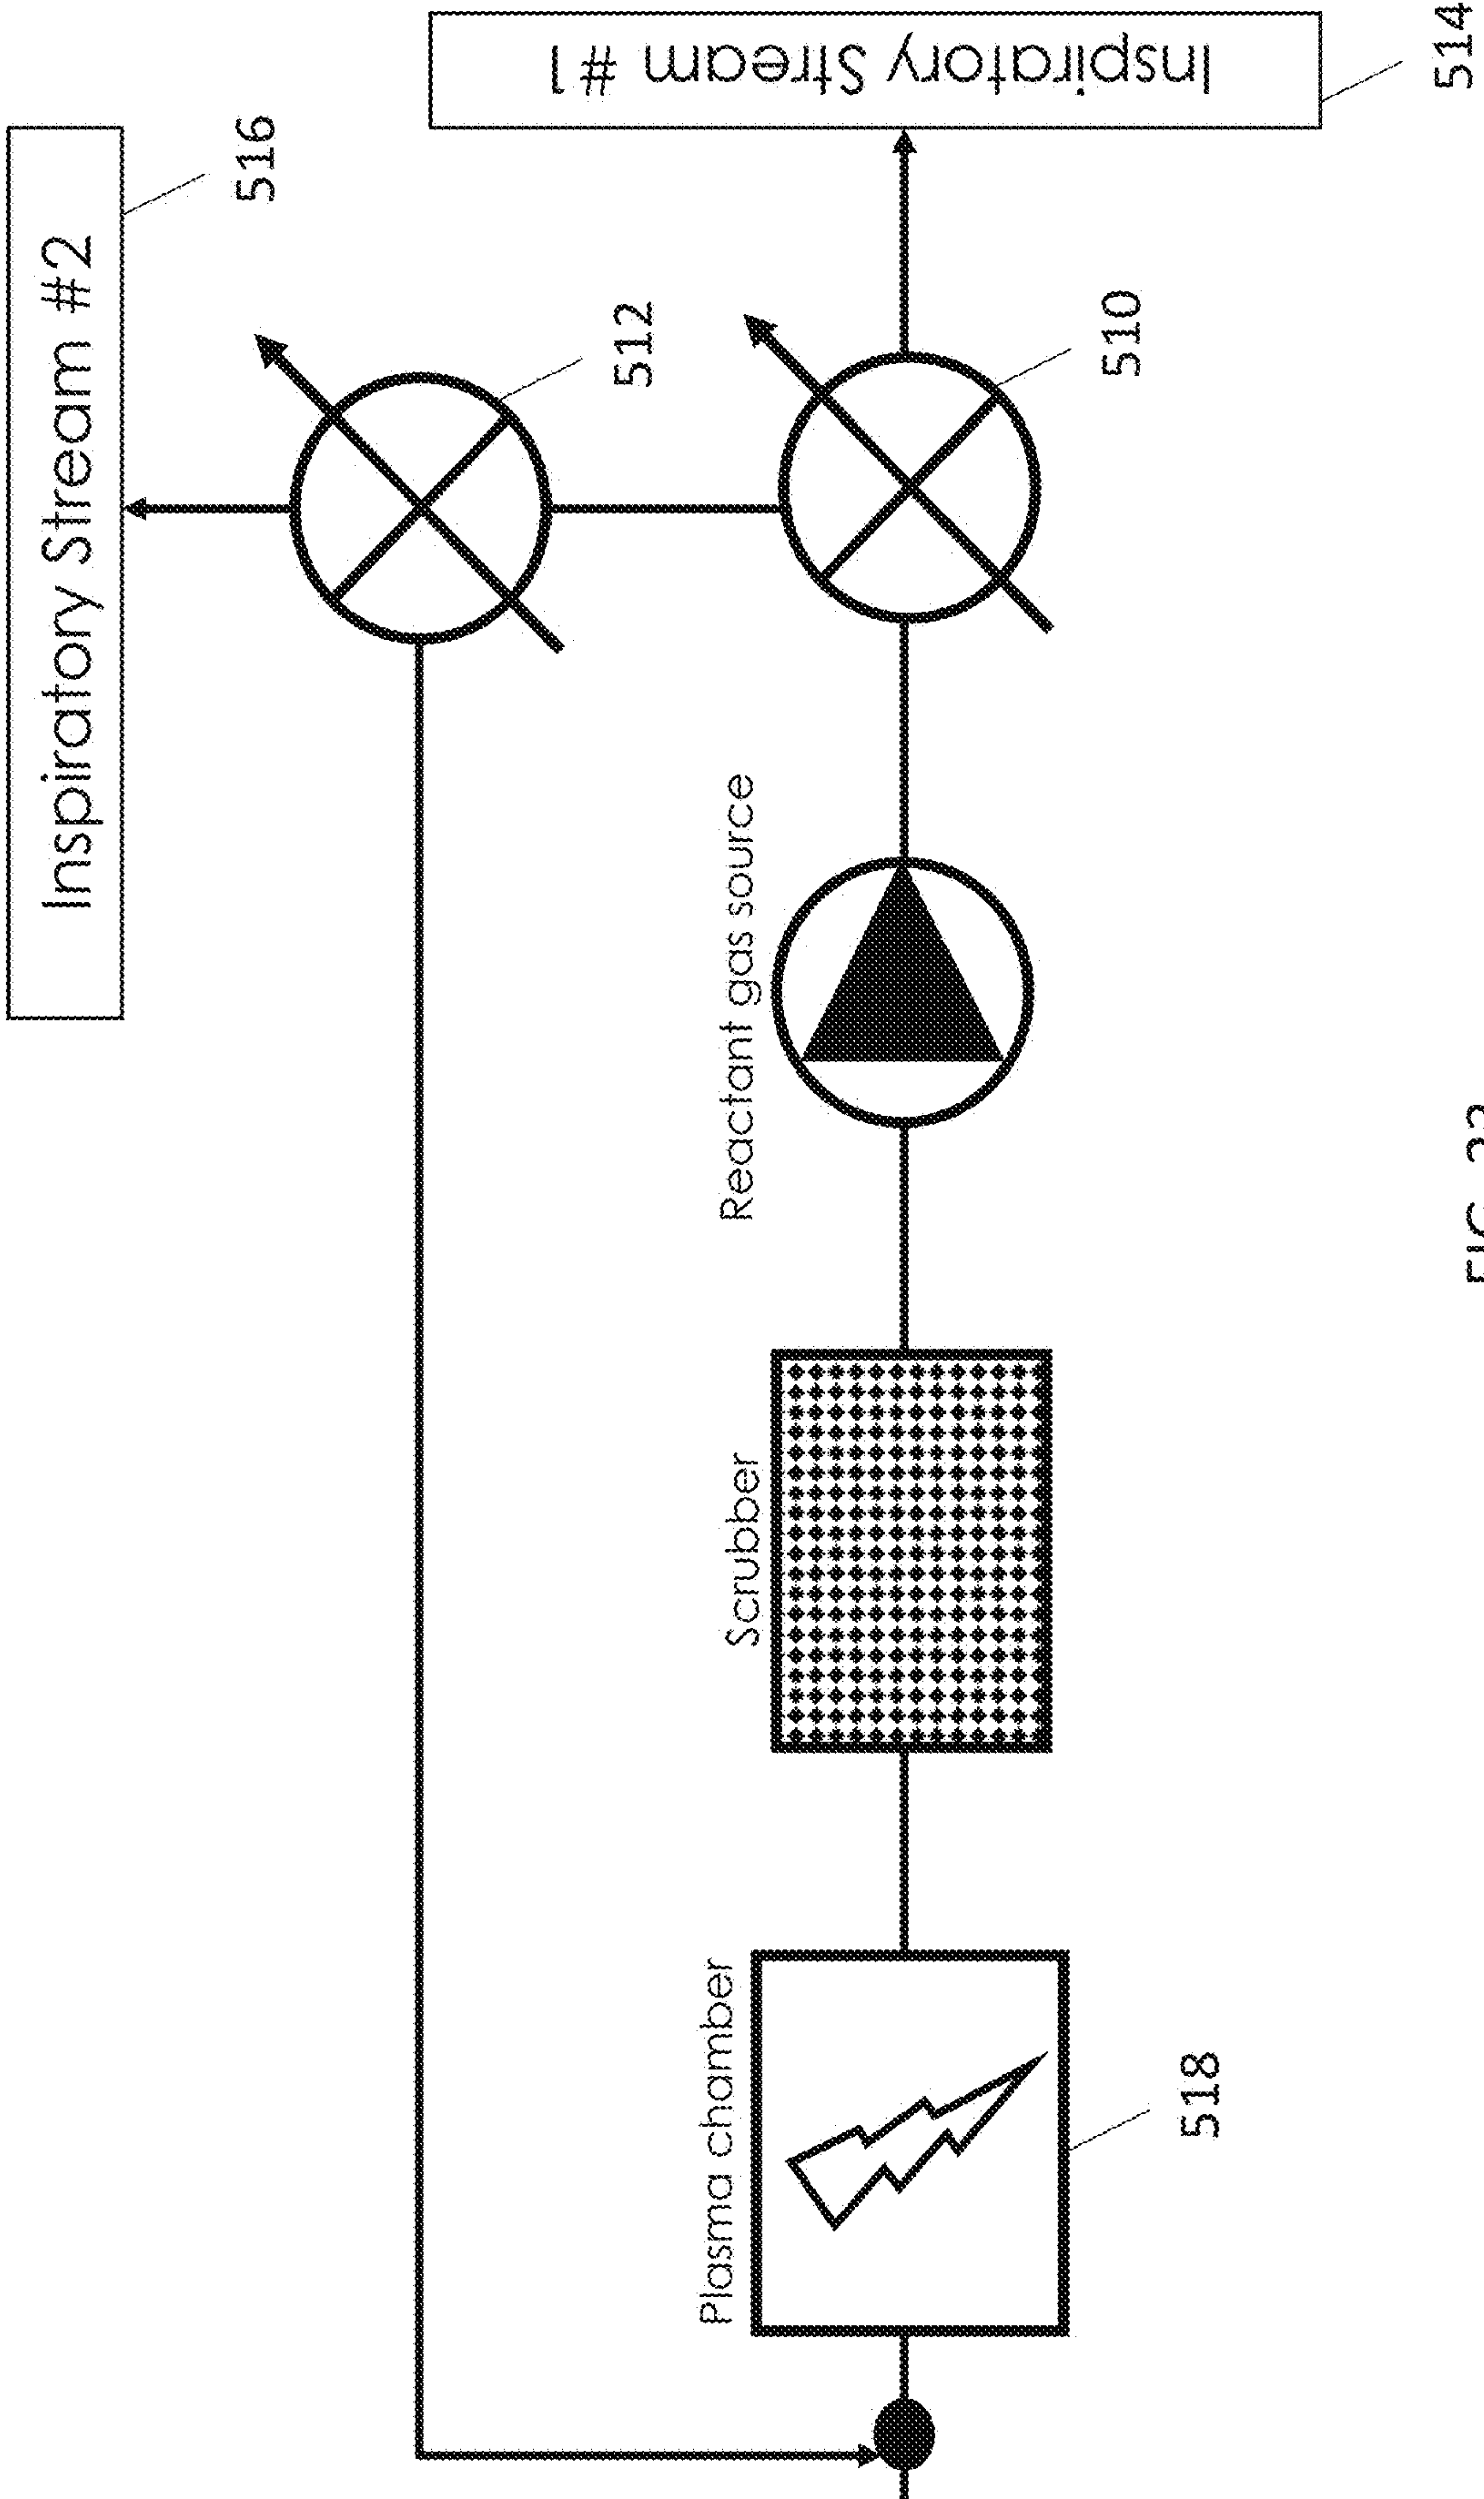 Inspiratory Stream #2
516
Inspiratory Stream #1
514
512
510
Reactant gas source
Scrubber
Plasma chamber
518